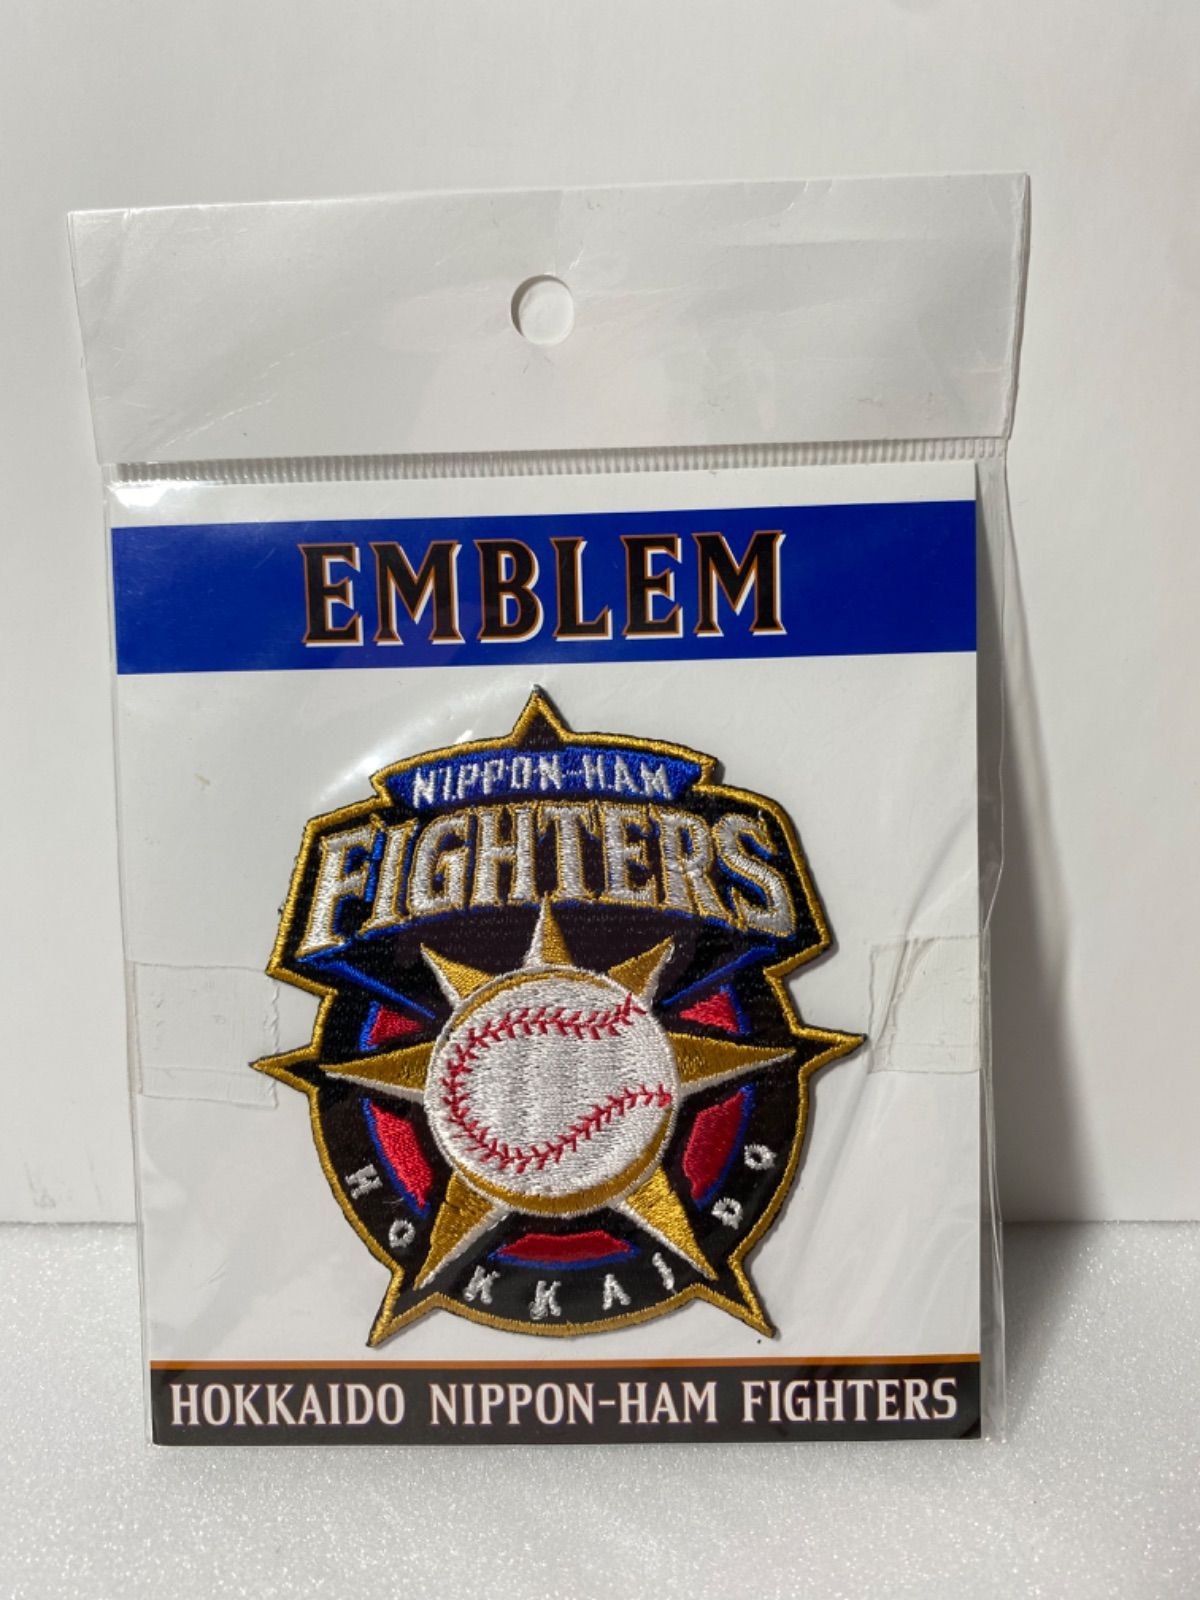 EMBLEM
NIPPON-HAM
FIGHTERS
HOKKAIDO
HOKKAIDO NIPPON-HAM FIGHTERS